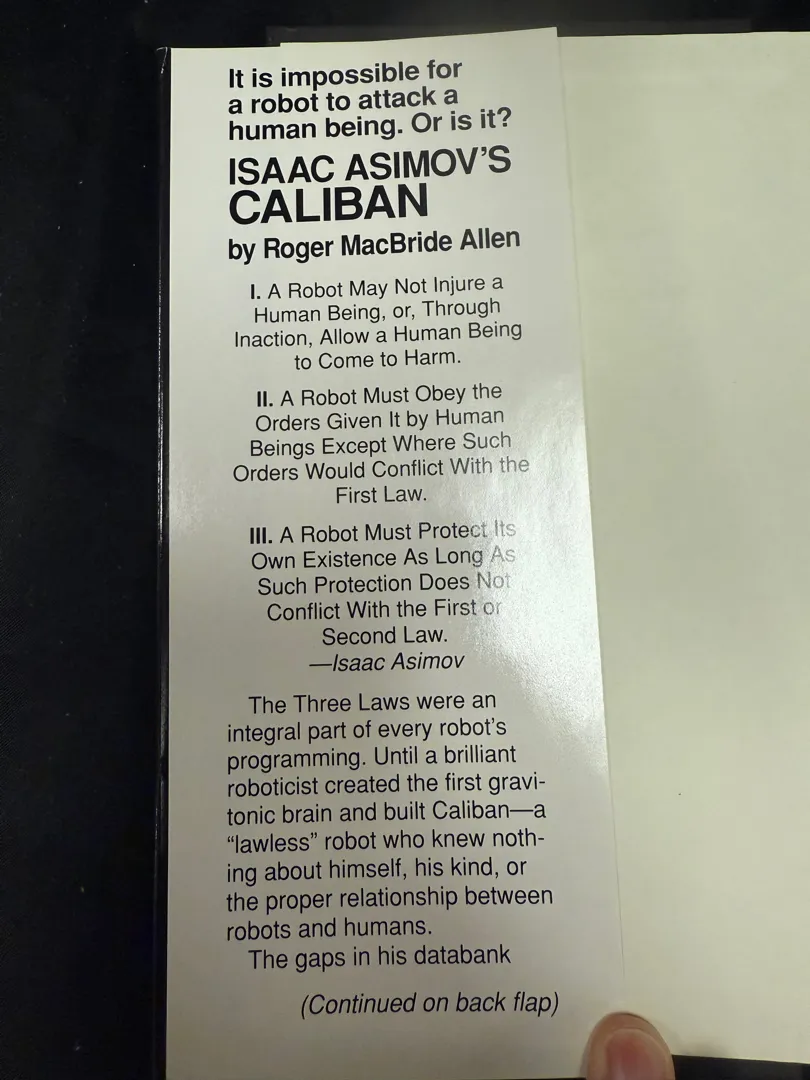 It is impossible for
a robot to attack a
human being. Or is it?
ISAAC ASIMOV'S
CALIBAN
by Roger MacBride Allen
I. A Robot May Not Injure a
Human Being, or, Through
Inaction, Allow a Human Being
to Come to Harm.
II. A Robot Must Obey the
Orders Given It by Human
Beings Except Where Such
Orders Would Conflict With the
First Law.
III. A Robot Must Protect Its
Own Existence As Long As
Such Protection Does Not
Conflict With the First or
Second Law.
—Isaac Asimov
The Three Laws were an
integral part of every robot's
programming. Until a brilliant
roboticist created the first gravi-
tonic brain and built Caliban—a
“lawless” robot who knew noth-
ing about himself, his kind, or
the proper relationship between
robots and humans.
The gaps in his databank
(Continued on back flap)